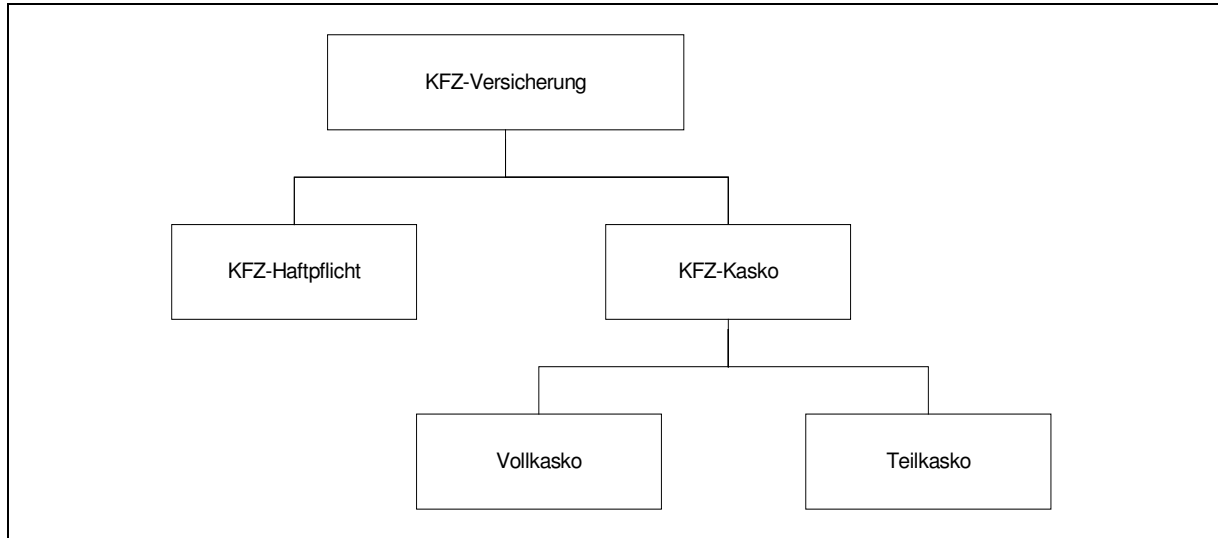 KFZ-Versicherung
KFZ-Haftpflicht
KFZ-Kasko
Vollkasko
Teilkasko